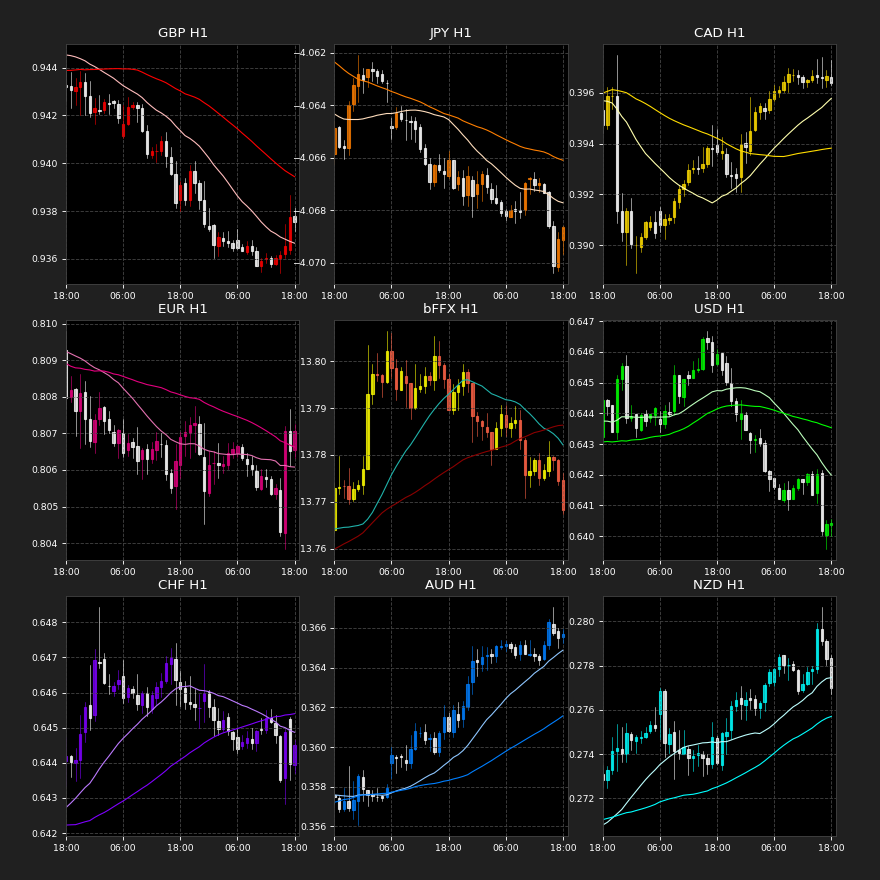 GBP H1
0.944
0.942
0.940
0.938
0.936
18:00 06:00 18:00 06:00 18:00
JPY H1
−4.062
−4.064
−4.066
−4.068
−4.070
18:00 06:00 18:00 06:00 18:00
CAD H1
0.396
0.394
0.392
0.390
18:00 06:00 18:00 06:00 18:00
EUR H1
0.810
0.809
0.808
0.807
0.806
0.805
0.804
18:00 06:00 18:00 06:00 18:00
bFFX H1
13.80
13.79
13.78
13.77
13.76
18:00 06:00 18:00 06:00 18:00
USD H1
0.647
0.646
0.645
0.644
0.643
0.642
0.641
0.640
18:00 06:00 18:00 06:00 18:00
CHF H1
0.648
0.647
0.646
0.645
0.644
0.643
0.642
18:00 06:00 18:00 06:00 18:00
AUD H1
0.366
0.364
0.362
0.360
0.358
0.356
18:00 06:00 18:00 06:00 18:00
NZD H1
0.280
0.278
0.276
0.274
0.272
18:00 06:00 18:00 06:00 18:00